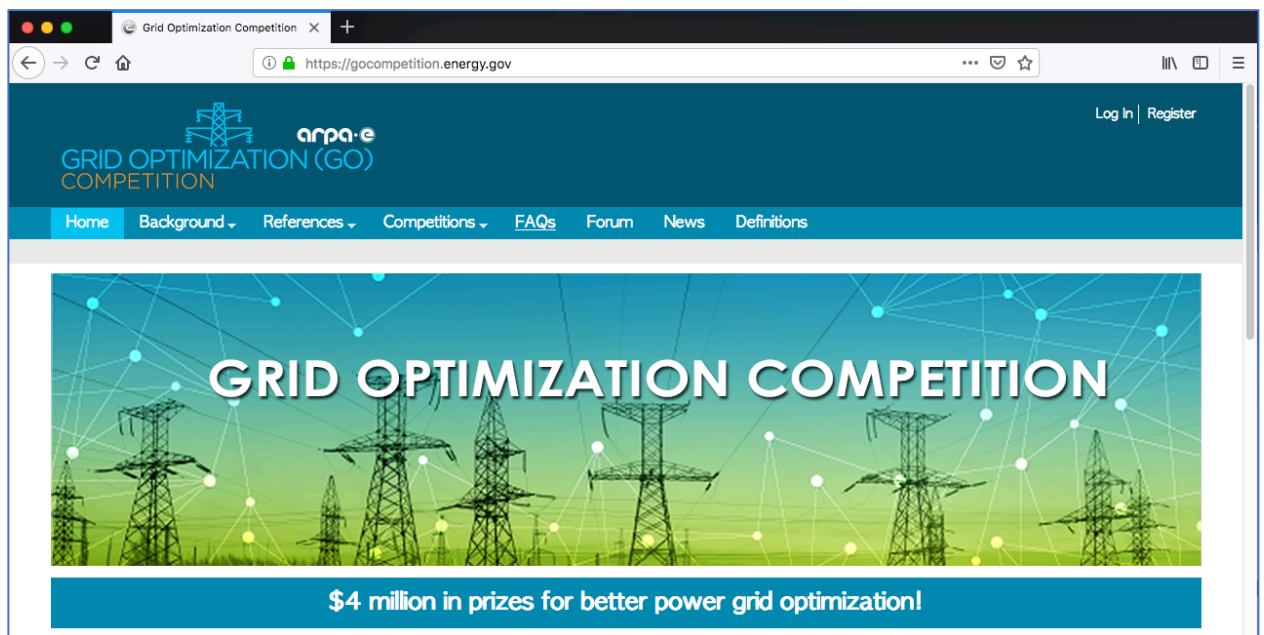 Grid Optimization Competition
https://gocompetition.energy.gov
Log In | Register
arpa·e
GRID OPTIMIZATION (GO)
COMPETITION
Home Background References Competitions FAQs Forum News Definitions
GRID OPTIMIZATION COMPETITION
$4 million in prizes for better power grid optimization!